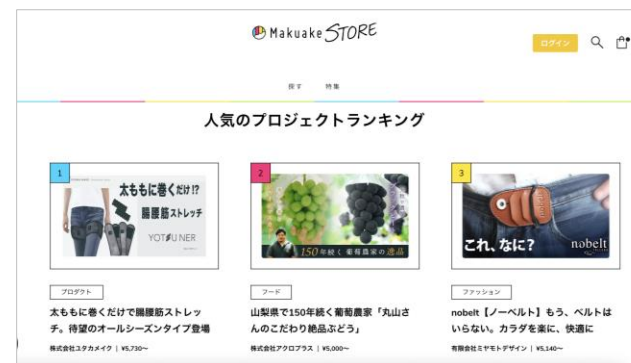 Makuake STORE
ログイン
探す 特集
人気のプロジェクトランキング
1
太ももに巻くだけ!?
腸腰筋ストレッチ
YOTSUNER
2
150年続く葡萄農家の逸品
3
これ、なに?
nobelt
プロダクト
太ももに巻くだけで腸腰筋ストレッ
チ。待望のオールシーズンタイプ登場
株式会社ユタカメイク | ¥5,730〜
フード
山梨県で150年続く葡萄農家「丸山さ
んのこだわり絶品ぶどう」
株式会社アクロプラス | ¥5,000〜
ファッション
nobelt【ノーベルト】もう、ベルトは
いらない。カラダを楽に、快適に
有限会社ミヤモトデザイン | ¥5,140〜